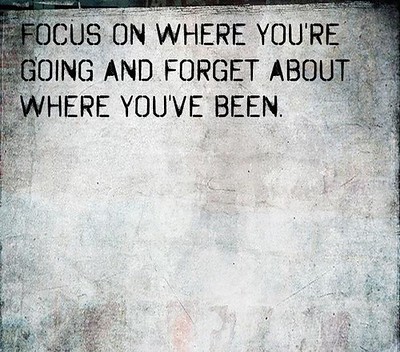 FOCUS ON WHERE YOU'RE
GOING AND FORGET ABOUT
WHERE YOU'VE BEEN.